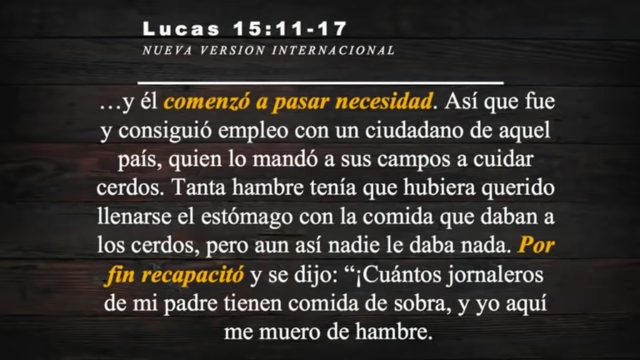 Lucas 15:11-17
NUEVA VERSION INTERNACIONAL
…y él comenzó a pasar necesidad. Así que fue
y consiguió empleo con un ciudadano de aquel
país, quien lo mandó a sus campos a cuidar
cerdos. Tanta hambre tenía que hubiera querido
llenarse el estómago con la comida que daban a
los cerdos, pero aun así nadie le daba nada. Por
fin recapacitó y se dijo: “¡Cuántos jornaleros
de mi padre tienen comida de sobra, y yo aquí
me muero de hambre.